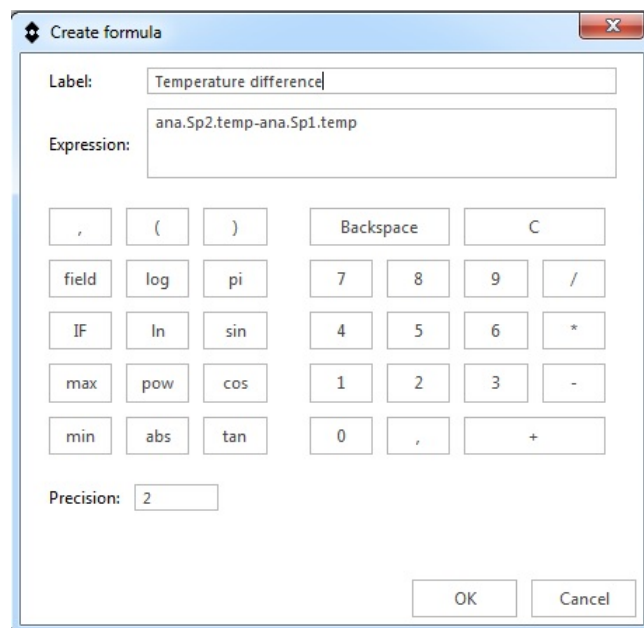 Create formula
Label: Temperature difference
Expression: ana.Sp2.temp-ana.Sp1.temp
, ( ) Backspace C
field log pi 7 8 9 /
IF ln sin 4 5 6 *
max pow cos 1 2 3 -
min abs tan 0 , +
Precision: 2
OK Cancel